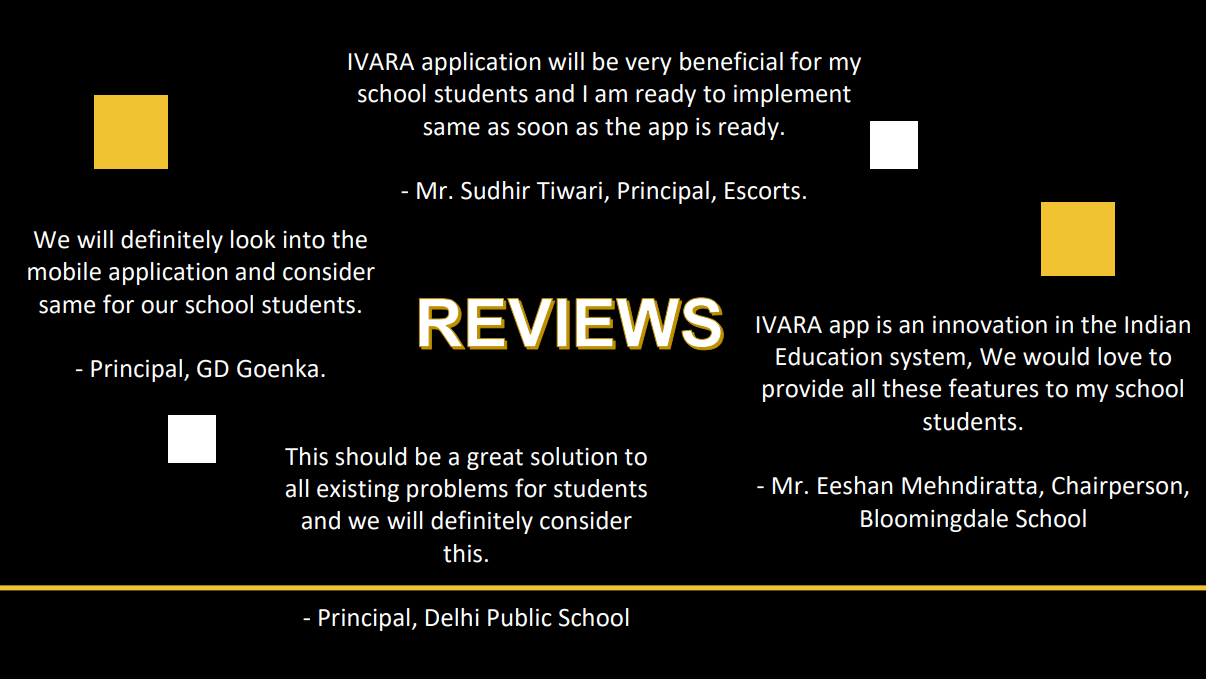 IVARA application will be very beneficial for my
school students and I am ready to implement
same as soon as the app is ready.
- Mr. Sudhir Tiwari, Principal, Escorts.
We will definitely look into the
mobile application and consider
same for our school students.
- Principal, GD Goenka.
REVIEWS
IVARA app is an innovation in the Indian
Education system, We would love to
provide all these features to my school
students.
- Mr. Eeshan Mehndiratta, Chairperson,
Bloomingdale School
This should be a great solution to
all existing problems for students
and we will definitely consider
this.
- Principal, Delhi Public School